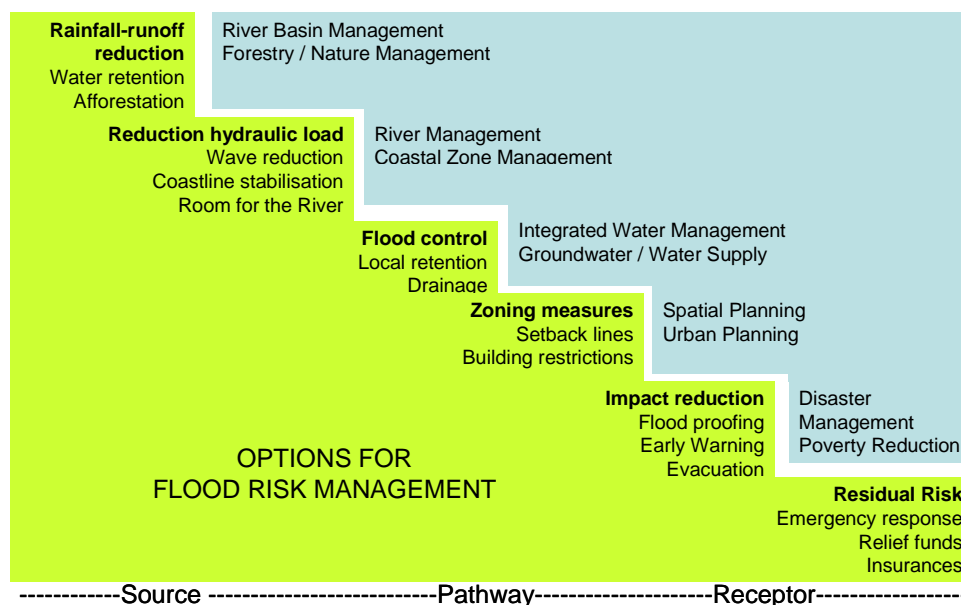 Rainfall-runoff
reduction
Water retention
Afforestation
River Basin Management
Forestry / Nature Management
Reduction hydraulic load
Wave reduction
Coastline stabilisation
Room for the River
River Management
Coastal Zone Management
Flood control
Local retention
Drainage
Integrated Water Management
Groundwater / Water Supply
Zoning measures
Setback lines
Building restrictions
Spatial Planning
Urban Planning
Impact reduction
Flood proofing
Early Warning
Evacuation
Disaster
Management
Poverty Reduction
OPTIONS FOR
FLOOD RISK MANAGEMENT
Residual Risk
Emergency response
Relief funds
Insurances
------------Source ---------------------------Pathway---------------------Receptor------------------